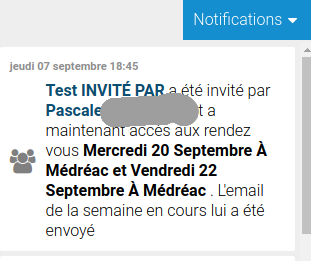 Notifications
jeudi 07 septembre 18:45
Test INVITÉ PAR a été invité par
Pascale t a
maintenant accès aux rendez
vous Mercredi 20 Septembre À
Médréac et Vendredi 22
Septembre À Médréac . L'email
de la semaine en cours lui a été
envoyé